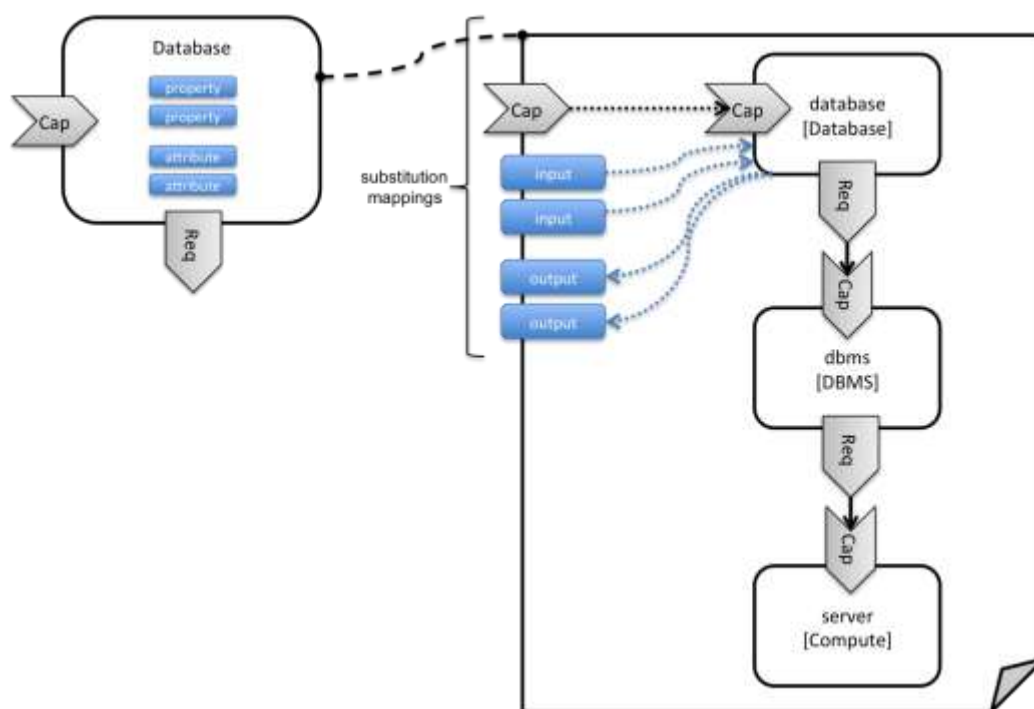 Database
property
property
attribute
attribute
Cap
Req
substitution
mappings
Cap
input
input
output
output
Cap
database
[Database]
Req
Cap
dbms
[DBMS]
Req
Cap
server
[Compute]